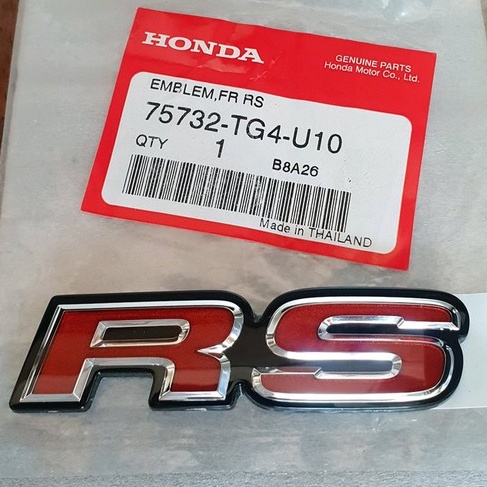 HONDA
GENUINE PARTS
Honda Motor Co., Ltd.
EMBLEM,FR RS
75732-TG4-U10
QTY 1 B8A26
Made in THAILAND
RS